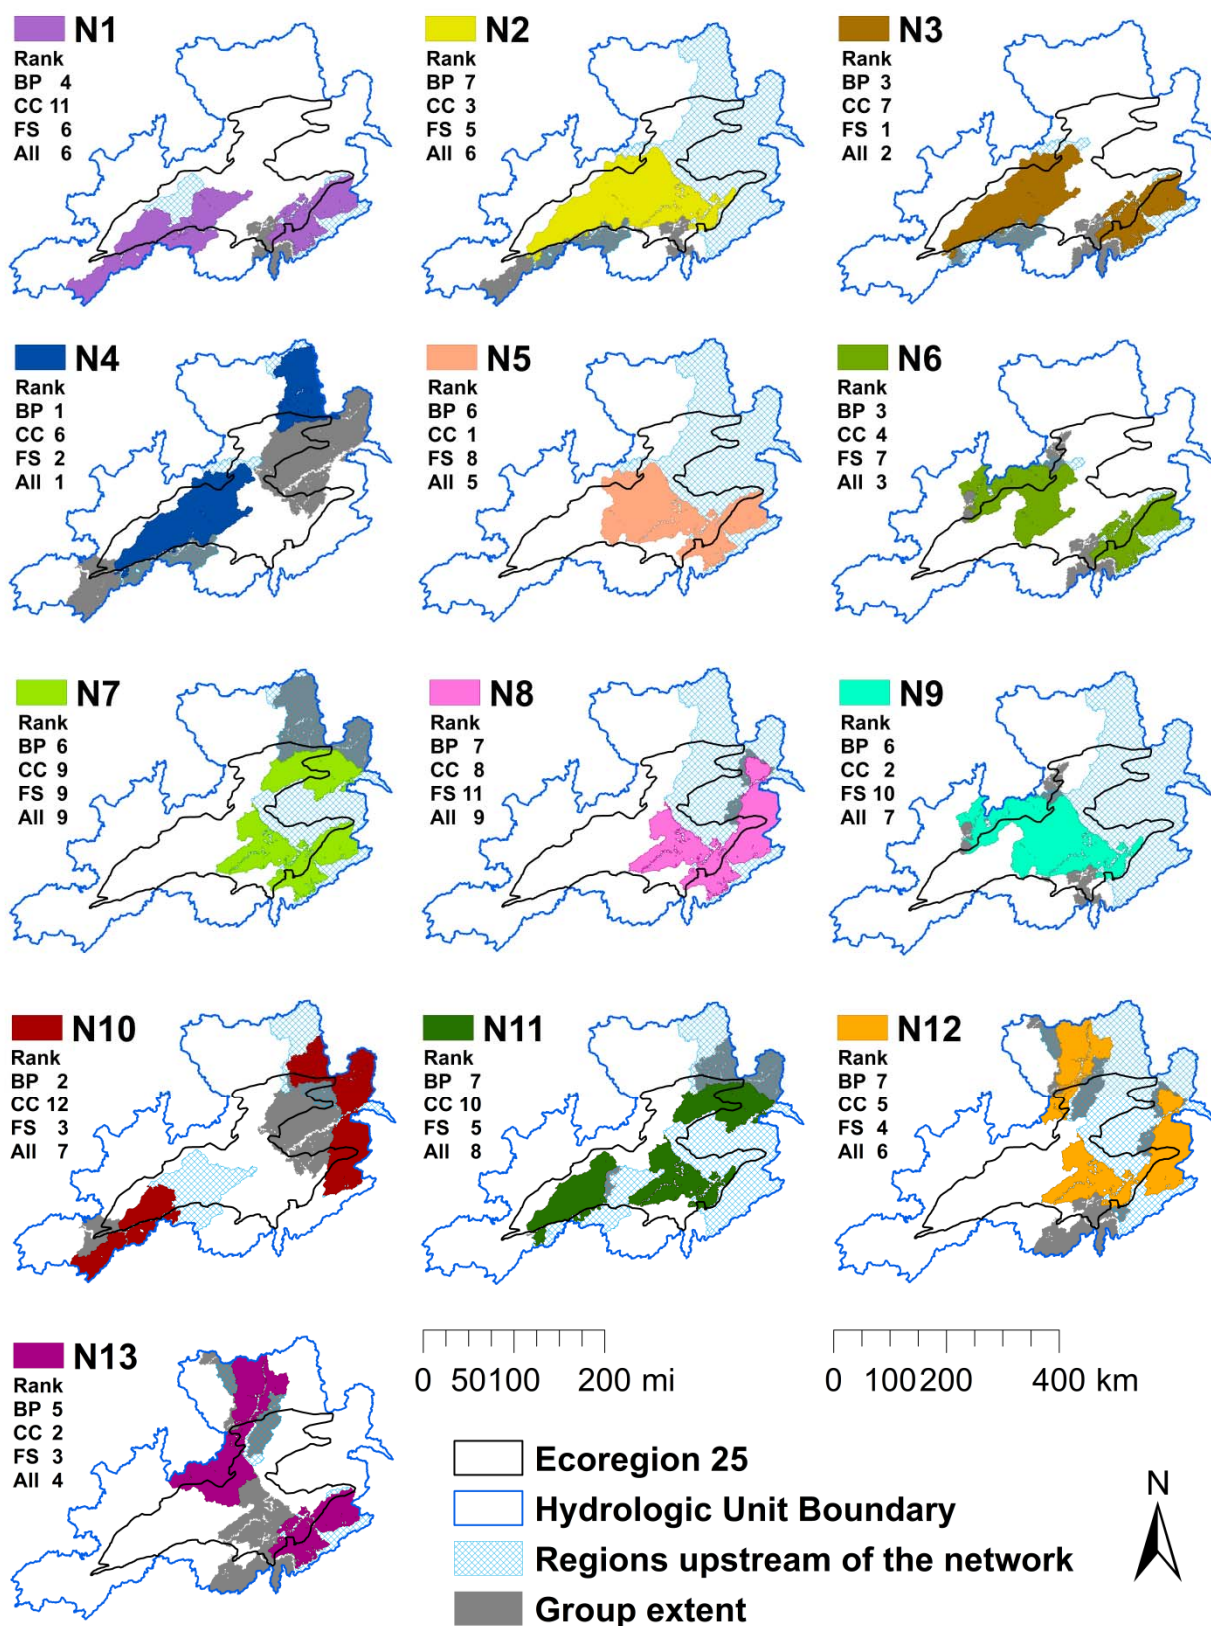 N1
Rank
BP 4
CC 11
FS 6
All 6
N2
Rank
BP 7
CC 3
FS 5
All 6
N3
Rank
BP 3
CC 7
FS 1
All 2
N4
Rank
BP 1
CC 6
FS 2
All 1
N5
Rank
BP 6
CC 1
FS 8
All 5
N6
Rank
BP 3
CC 4
FS 7
All 3
N7
Rank
BP 6
CC 9
FS 9
All 9
N8
Rank
BP 7
CC 8
FS 11
All 9
N9
Rank
BP 6
CC 2
FS 10
All 7
N10
Rank
BP 2
CC 12
FS 3
All 7
N11
Rank
BP 7
CC 10
FS 5
All 8
N12
Rank
BP 7
CC 5
FS 4
All 6
N13
Rank
BP 5
CC 2
FS 3
All 4
0 50 100 200 mi
0 100 200 400 km
Ecoregion 25
Hydrologic Unit Boundary
Regions upstream of the network
Group extent
N